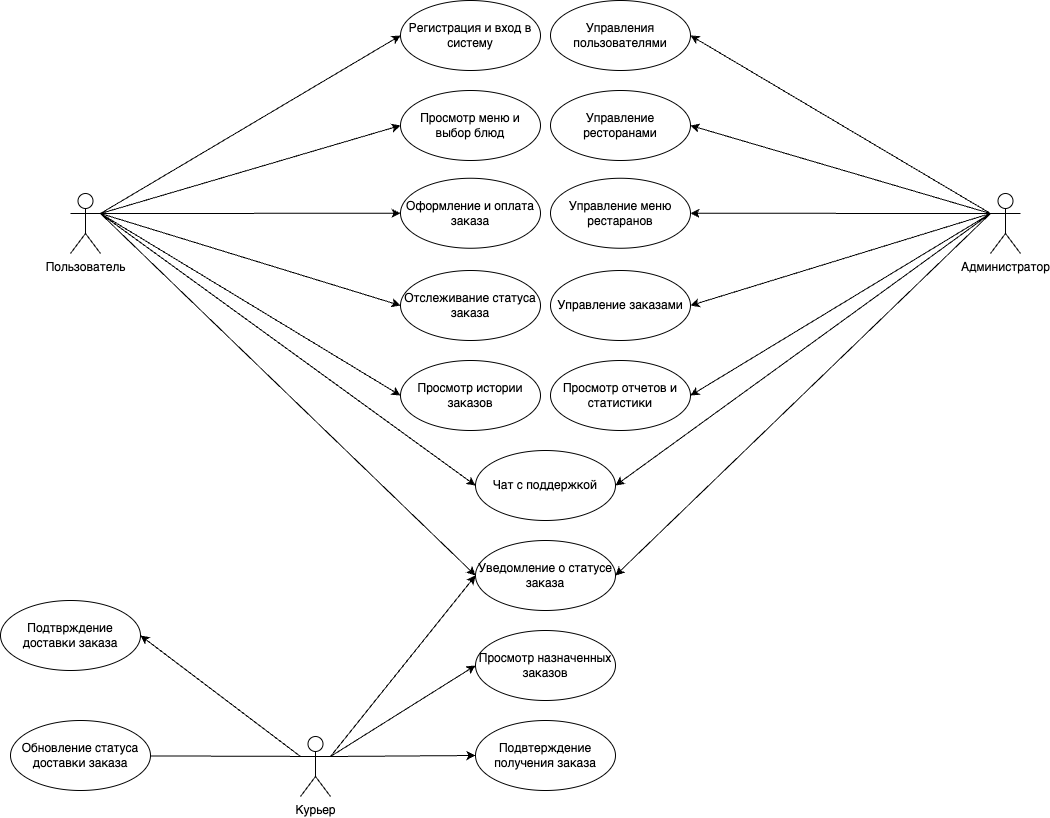 Регистрация и вход в
систему
Управления
пользователями
Просмотр меню и
выбор блюд
Управление
ресторанами
Оформление и оплата
заказа
Управление меню
рестаранов
Пользователь
Администратор
Отслеживание статуса
заказа
Управление заказами
Просмотр истории
заказов
Просмотр отчетов и
статистики
Чат с поддержкой
Уведомление о статусе
заказа
Подтврждение
доставки заказа
Просмотр назначенных
заказов
Обновление статуса
доставки заказа
Подвтерждение
получения заказа
Курьер